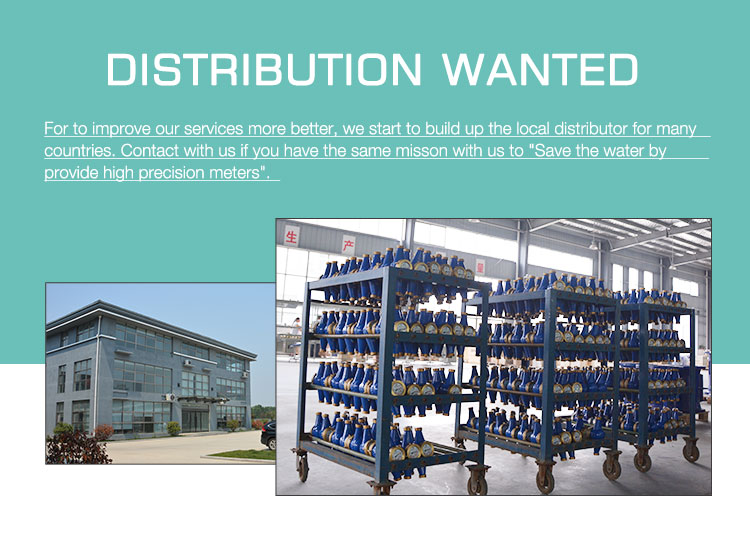 DISTRIBUTION WANTED
For to improve our services more better, we start to build up the local distributor for many
countries. Contact with us if you have the same misson with us to "Save the water by
provide high precision meters".
生 产